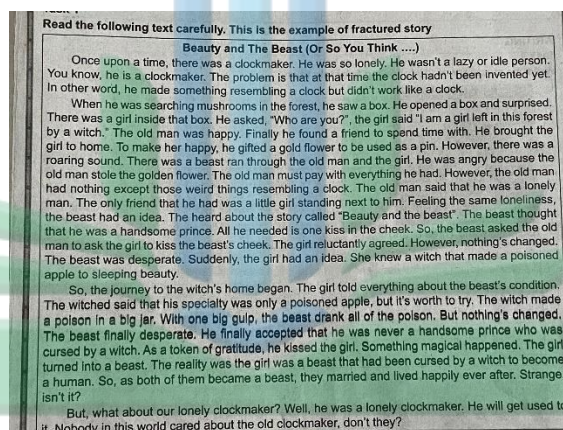 Read the following text carefully. This is the example of fractured story
Beauty and The Beast (Or So You Think ....)
Once upon a time, there was a clockmaker. He was so lonely. He wasn't a lazy or idle person.
You know, he is a clockmaker. The problem is that at that time the clock hadn't been invented yet.
In other word, he made something resembling a clock but didn't work like a clock.
When he was searching mushrooms in the forest, he saw a box. He opened a box and surprised.
There was a girl inside that box. He asked, "Who are you?", the girl said "I am a girl left in this forest
by a witch." The old man was happy. Finally he found a friend to spend time with. He brought the
girl to home. To make her happy, he gifted a gold flower to be used as a pin. However, there was a
roaring sound. There was a beast ran through the old man and the girl. He was angry because the
old man stole the golden flower. The old man must pay with everything he had. However, the old man
had nothing except those weird things resembling a clock. The old man said that he was a lonely
man. The only friend that he had was a little girl standing next to him. Feeling the same loneliness,
the beast had an idea. The heard about the story called "Beauty and the beast". The beast thought
that he was a handsome prince. All he needed is one kiss in the cheek. So, the beast asked the old
man to ask the girl to kiss the beast's cheek. The girl reluctantly agreed. However, nothing's changed.
The beast was desperate. Suddenly, the girl had an idea. She knew a witch that made a poisoned
apple to sleeping beauty.
So, the journey to the witch's home began. The girl told everything about the beast's condition.
The witched said that his specialty was only a poisoned apple, but it's worth to try. The witch made
a poison in a big jar. With one big gulp, the beast drank all of the poison. But nothing's changed.
The beast finally desperate. He finally accepted that he was never a handsome prince who was
cursed by a witch. As a token of gratitude, he kissed the girl. Something magical happened. The girl
turned into a beast. The reality was the girl was a beast that had been cursed by a witch to become
a human. So, as both of them became a beast, they married and lived happily ever after. Strange
isn't it?
But, what about our lonely clockmaker? Well, he was a lonely clockmaker. He will get used to
it. Nobody in this world cared about the old clockmaker, don't they?